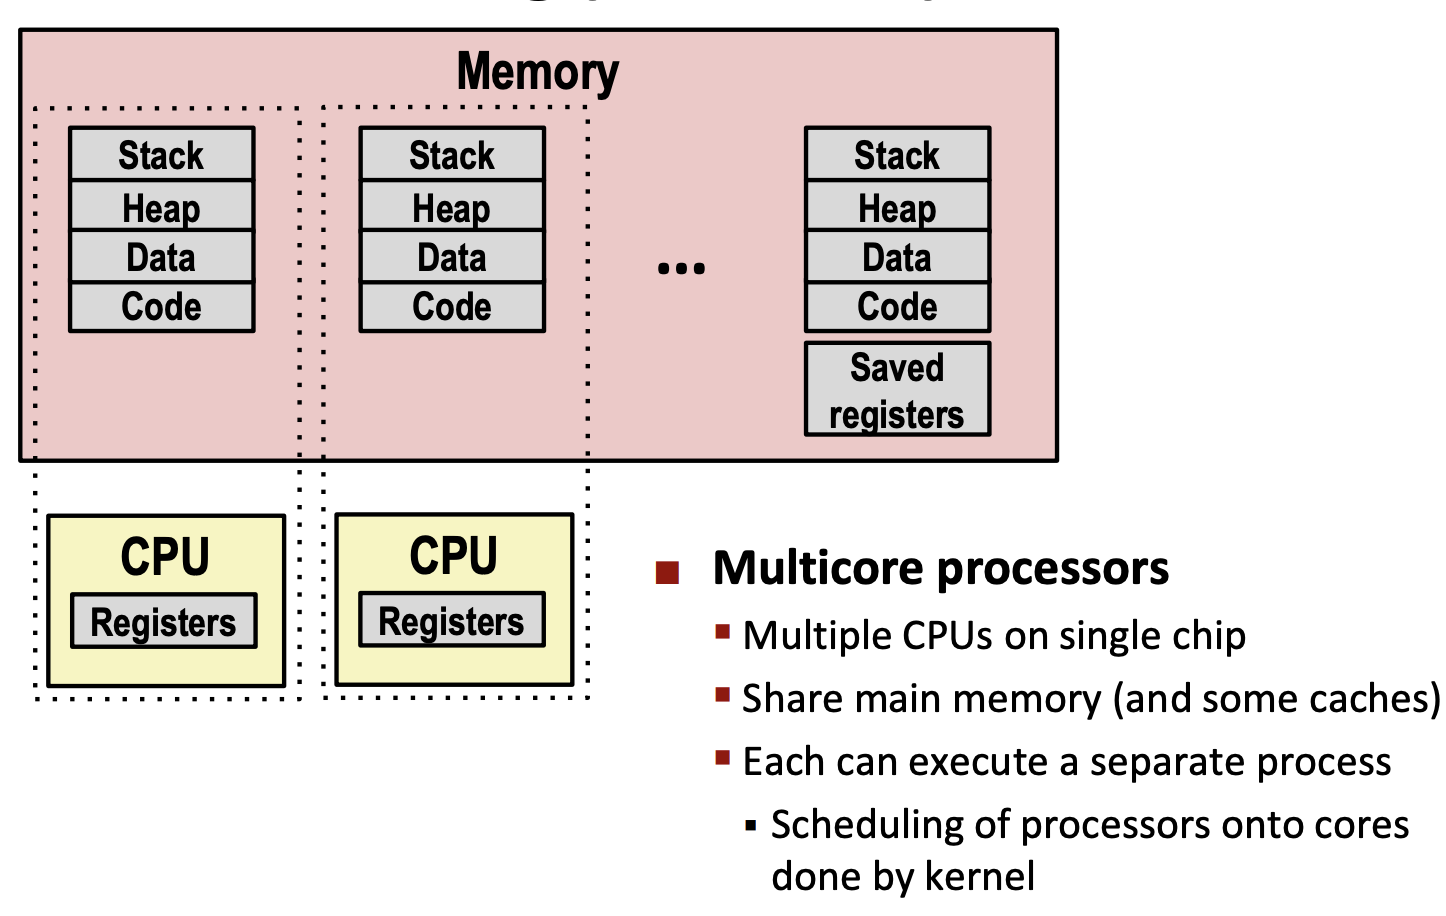 Memory
Stack
Heap
Data
Code
Stack
Heap
Data
Code
...
Stack
Heap
Data
Code
Saved
registers
CPU
Registers
CPU
Registers
■ Multicore processors
▪ Multiple CPUs on single chip
▪ Share main memory (and some caches)
▪ Each can execute a separate process
▪ Scheduling of processors onto cores
done by kernel